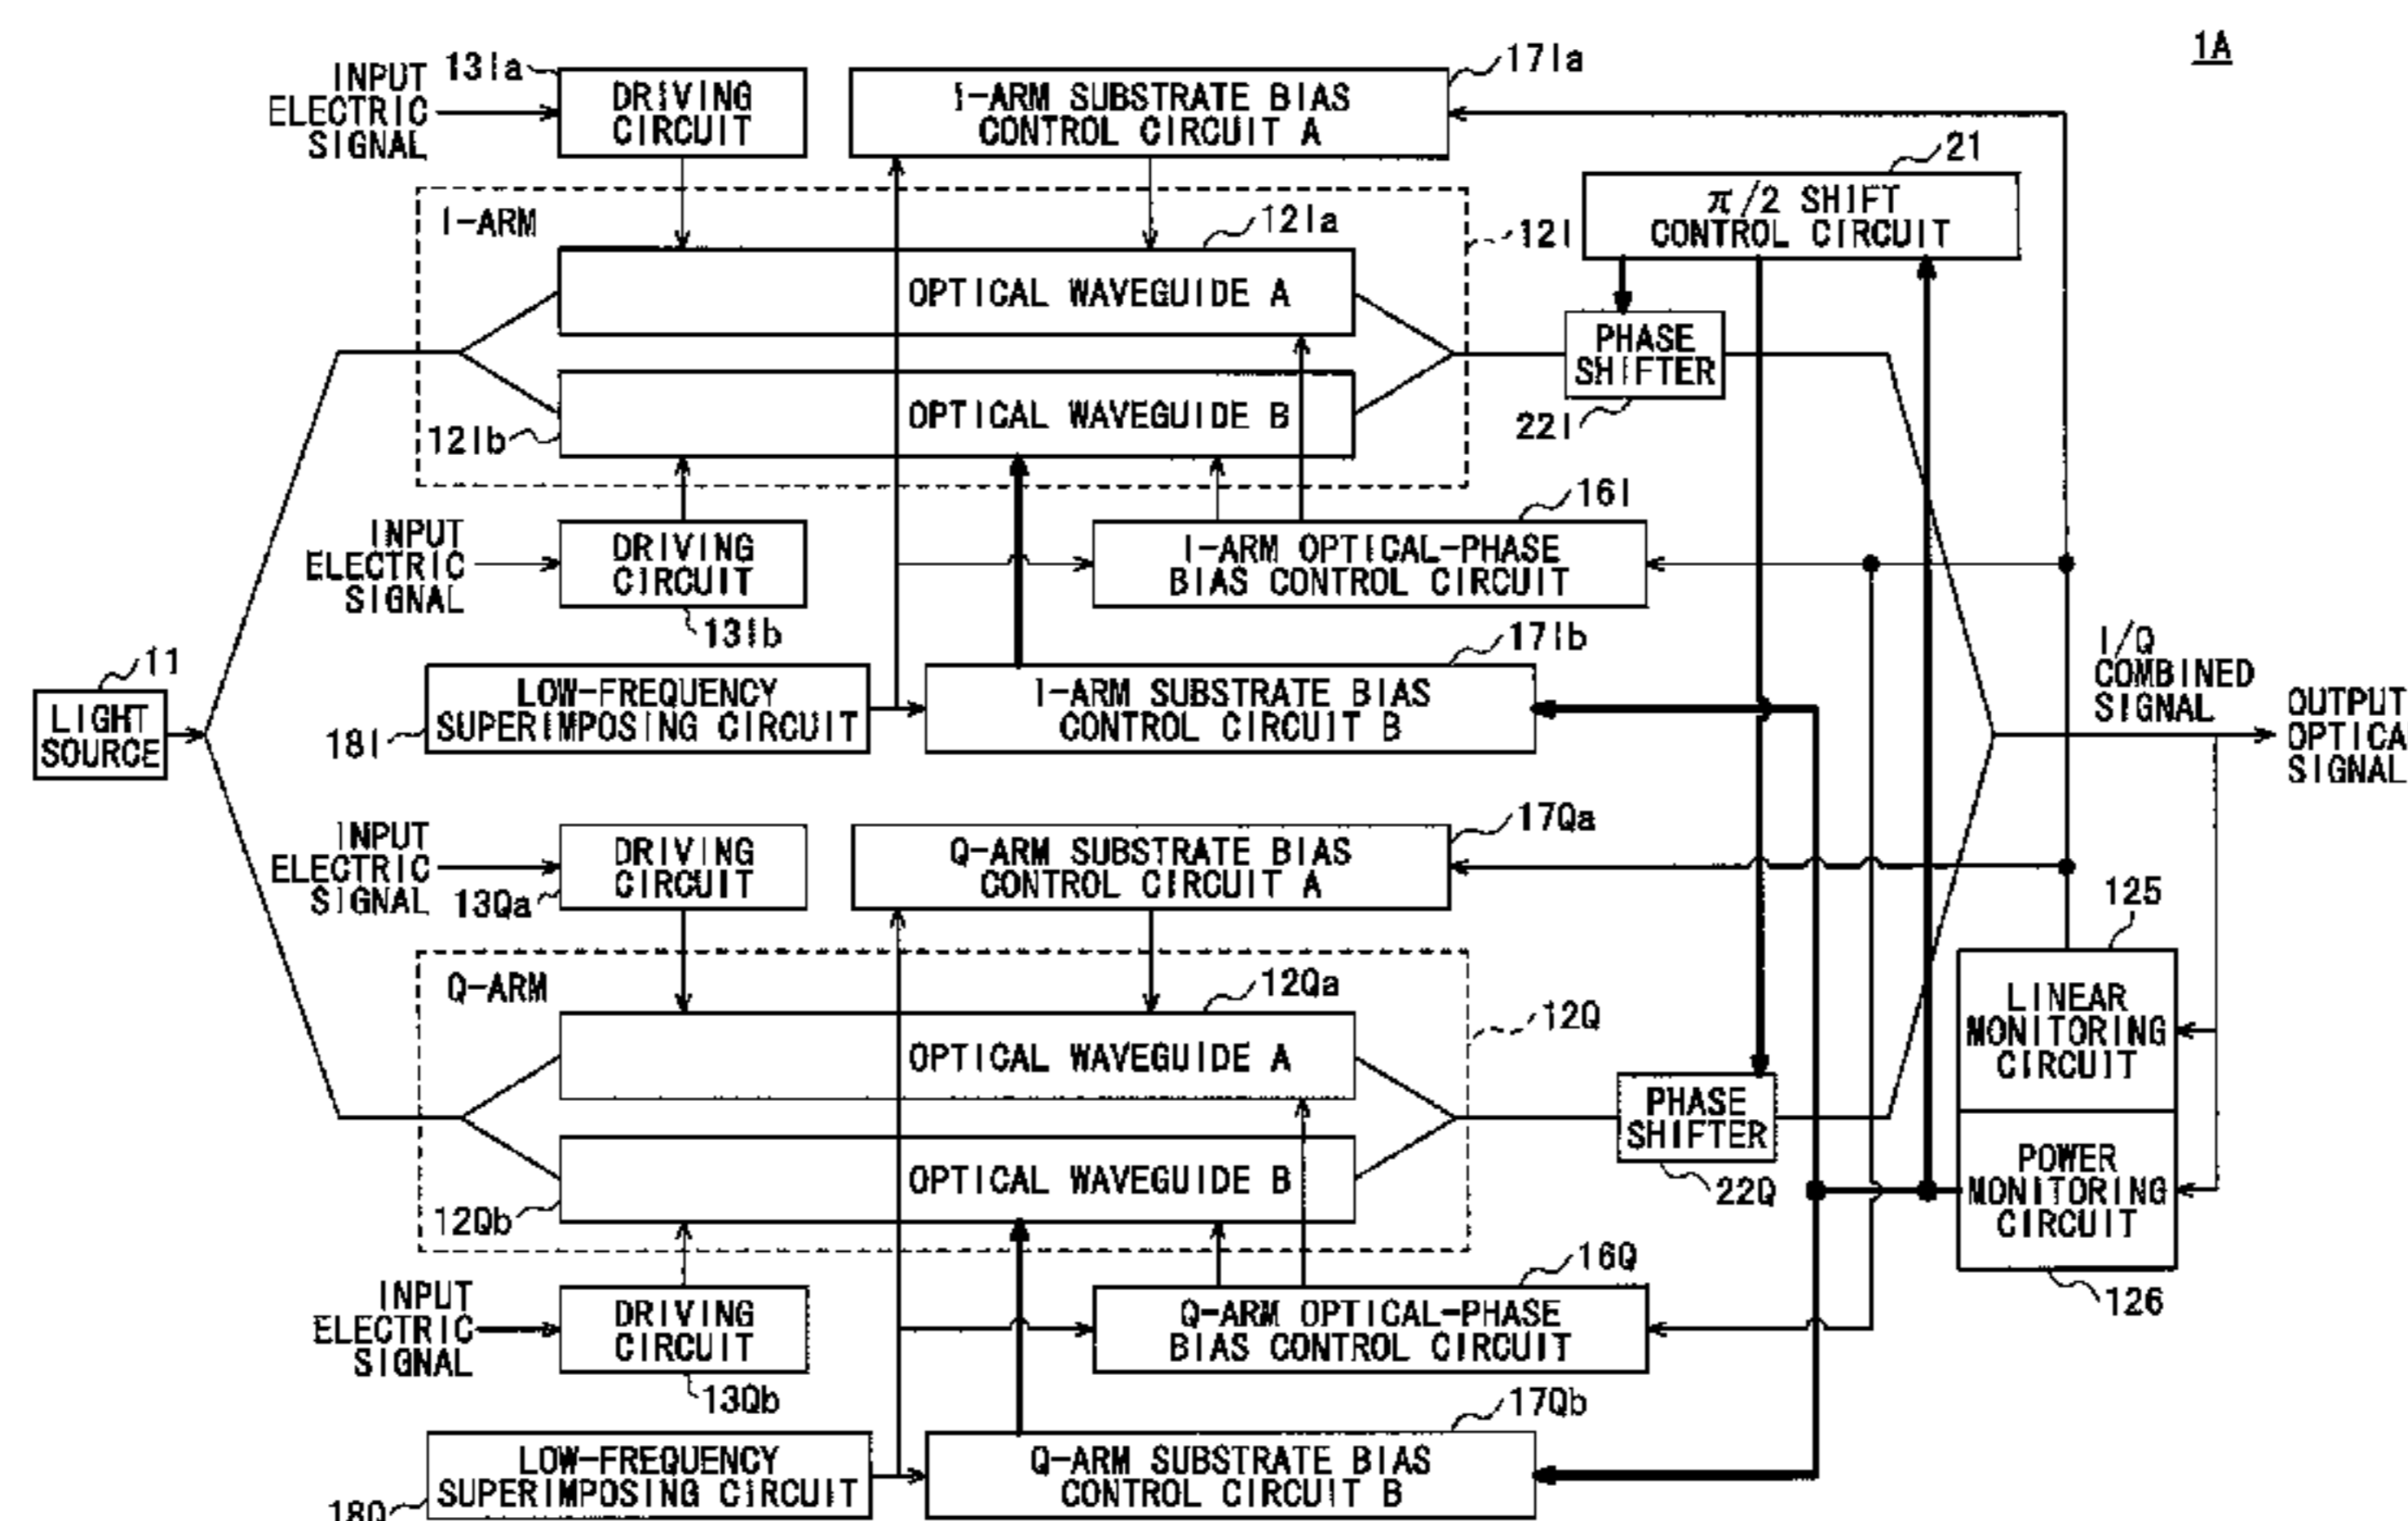 1A
INPUT
ELECTRIC
SIGNAL
13Ia
DRIVING
CIRCUIT
I-ARM SUBSTRATE BIAS
CONTROL CIRCUIT A
17Ia
21
π/2 SHIFT
CONTROL CIRCUIT
I-ARM
12Ia
12I
OPTICAL WAVEGUIDE A
PHASE
SHIFTER
22I
OPTICAL WAVEGUIDE B
12Ib
INPUT
ELECTRIC
SIGNAL
DRIVING
CIRCUIT
13Ib
16I
I-ARM OPTICAL-PHASE
BIAS CONTROL CIRCUIT
17Ib
11
LIGHT
SOURCE
18I
LOW-FREQUENCY
SUPERIMPOSING CIRCUIT
I-ARM SUBSTRATE BIAS
CONTROL CIRCUIT B
I/Q
COMBINED
SIGNAL
OUTPUT
OPTICA
SIGNAL
INPUT
ELECTRIC
SIGNAL
13Qa
DRIVING
CIRCUIT
Q-ARM SUBSTRATE BIAS
CONTROL CIRCUIT A
17Qa
125
LINEAR
MONITORING
CIRCUIT
Q-ARM
12Qa
12Q
OPTICAL WAVEGUIDE A
PHASE
SHIFTER
22Q
OPTICAL WAVEGUIDE B
12Qb
POWER
MONITORING
CIRCUIT
126
INPUT
ELECTRIC
SIGNAL
DRIVING
CIRCUIT
13Qb
16Q
Q-ARM OPTICAL-PHASE
BIAS CONTROL CIRCUIT
17Qb
LOW-FREQUENCY
SUPERIMPOSING CIRCUIT
18Q
Q-ARM SUBSTRATE BIAS
CONTROL CIRCUIT B